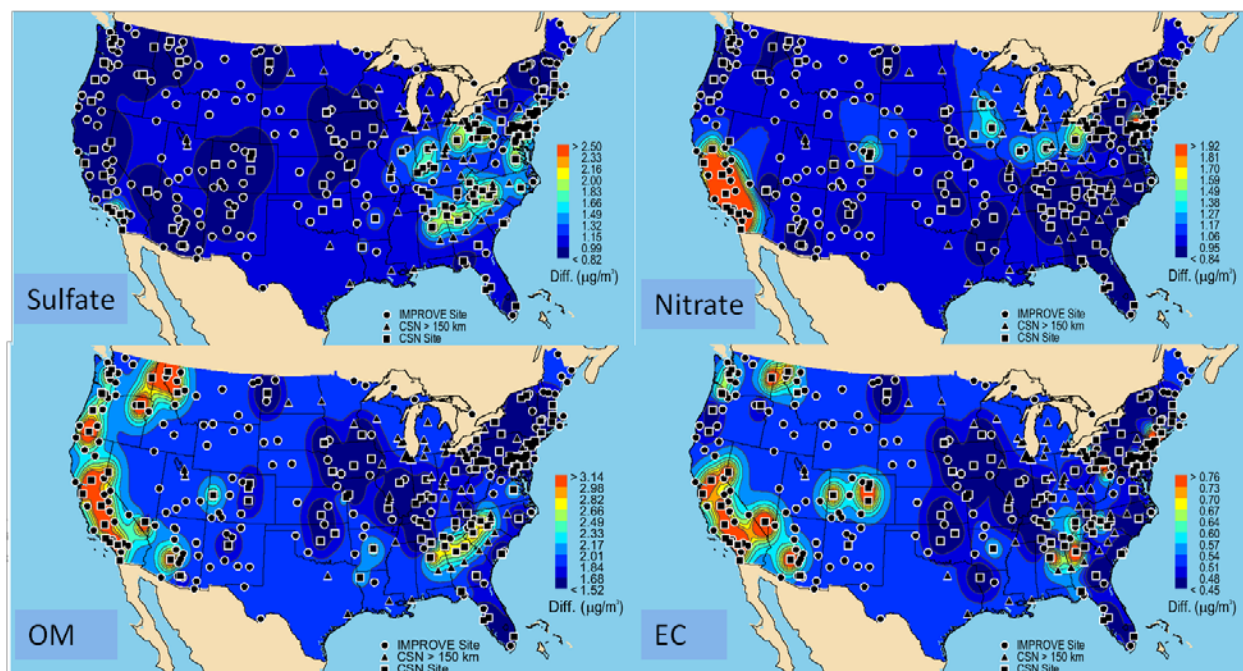 > 2.50
2.33
2.16
2.00
1.83
1.66
1.49
1.32
1.15
0.99
< 0.82
Diff. (μg/m³)
Sulfate
IMPROVE Site
CSN > 150 km
CSN Site
> 1.92
1.81
1.70
1.59
1.49
1.38
1.27
1.17
1.06
0.95
< 0.84
Diff. (μg/m³)
Nitrate
IMPROVE Site
CSN > 150 km
CSN Site
> 3.14
2.98
2.82
2.66
2.49
2.33
2.17
2.01
1.84
1.68
< 1.52
Diff. (μg/m³)
OM
IMPROVE Site
CSN > 150 km
CSN Site
> 0.76
0.73
0.70
0.67
0.64
0.60
0.57
0.54
0.51
0.48
< 0.45
Diff. (μg/m³)
EC
IMPROVE Site
CSN > 150 km
CSN Site